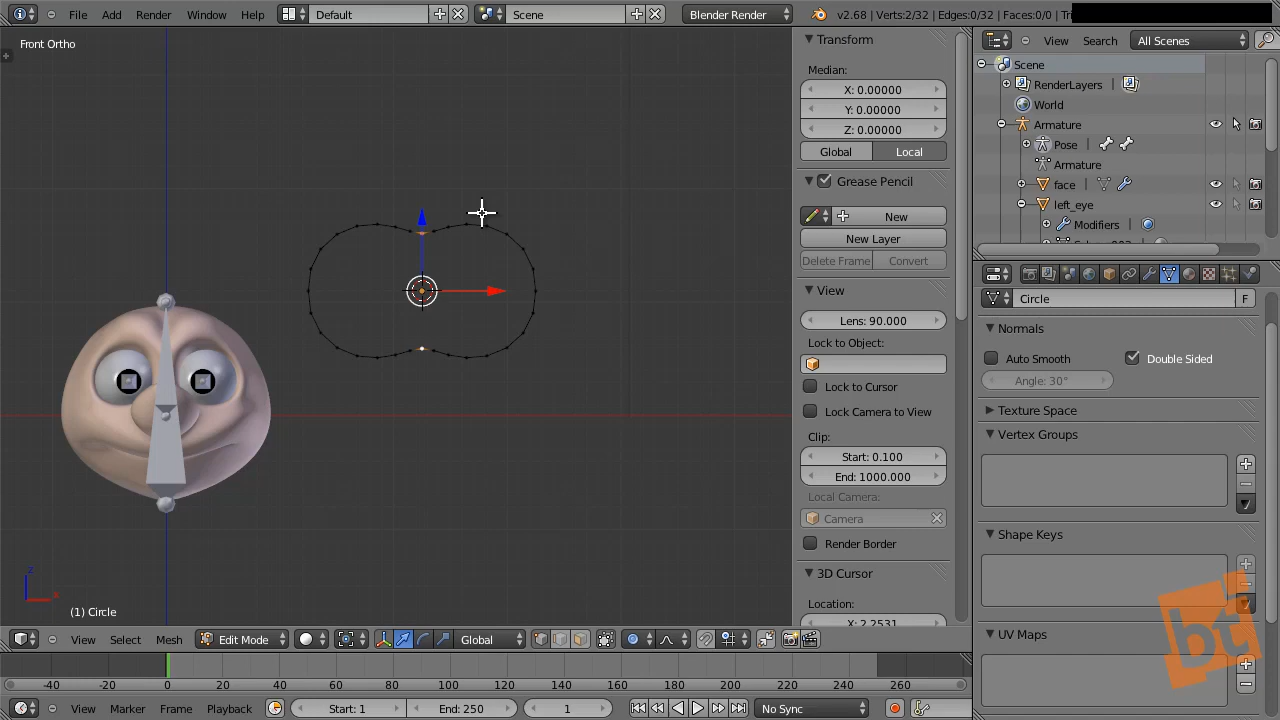 File Add Render Window Help Default Scene Blender Render v2.68 | Verts:2/32 | Edges:0/32 | Faces:0/0 |
Front Ortho
(1) Circle
z
x
Transform
Median:
X: 0.00000
Y: 0.00000
Z: 0.00000
Global Local
Grease Pencil
New
New Layer
Delete Frame Convert
View
Lens: 90.000
Lock to Object:
Lock to Cursor
Lock Camera to View
Clip:
Start: 0.100
End: 1000.000
Local Camera:
Camera
Render Border
3D Cursor
Location:
X: 2.2531
View Search All Scenes
Scene
RenderLayers
World
Armature
Pose
Armature
face
left_eye
Modifiers
Circle F
Normals
Auto Smooth Double Sided
Angle: 30°
Texture Space
Vertex Groups
Shape Keys
UV Maps
bt
View Select Mesh Edit Mode Global
-40 -20 0 20 40 60 80 100 120 140 160 180 200 220 240 260
View Marker Frame Playback Start: 1 End: 250 1 No Sync